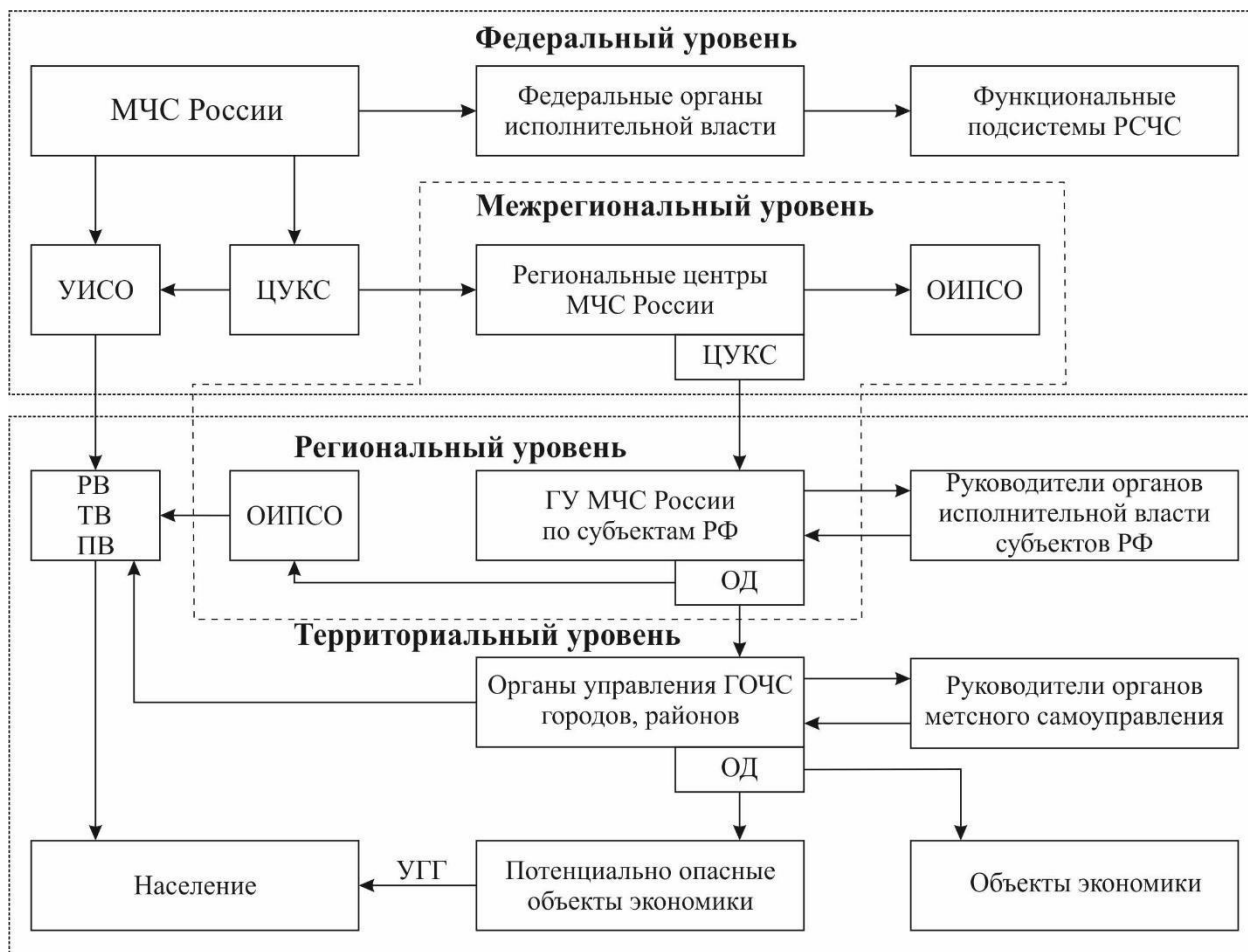 Федеральный уровень
МЧС России
Федеральные органы
исполнительной власти
Функциональные
подсистемы РСЧС
Межрегиональный уровень
УИСО
ЦУКС
Региональные центры
МЧС России
ОИПСО
ЦУКС
Региональный уровень
РВ
ТВ
ПВ
ОИПСО
ГУ МЧС России
по субъектам РФ
Руководители органов
исполнительной власти
субъектов РФ
ОД
Территориальный уровень
Органы управления ГОЧС
городов, районов
Руководители органов
метсного самоуправления
ОД
Население
УГГ
Потенциально опасные
объекты экономики
Объекты экономики